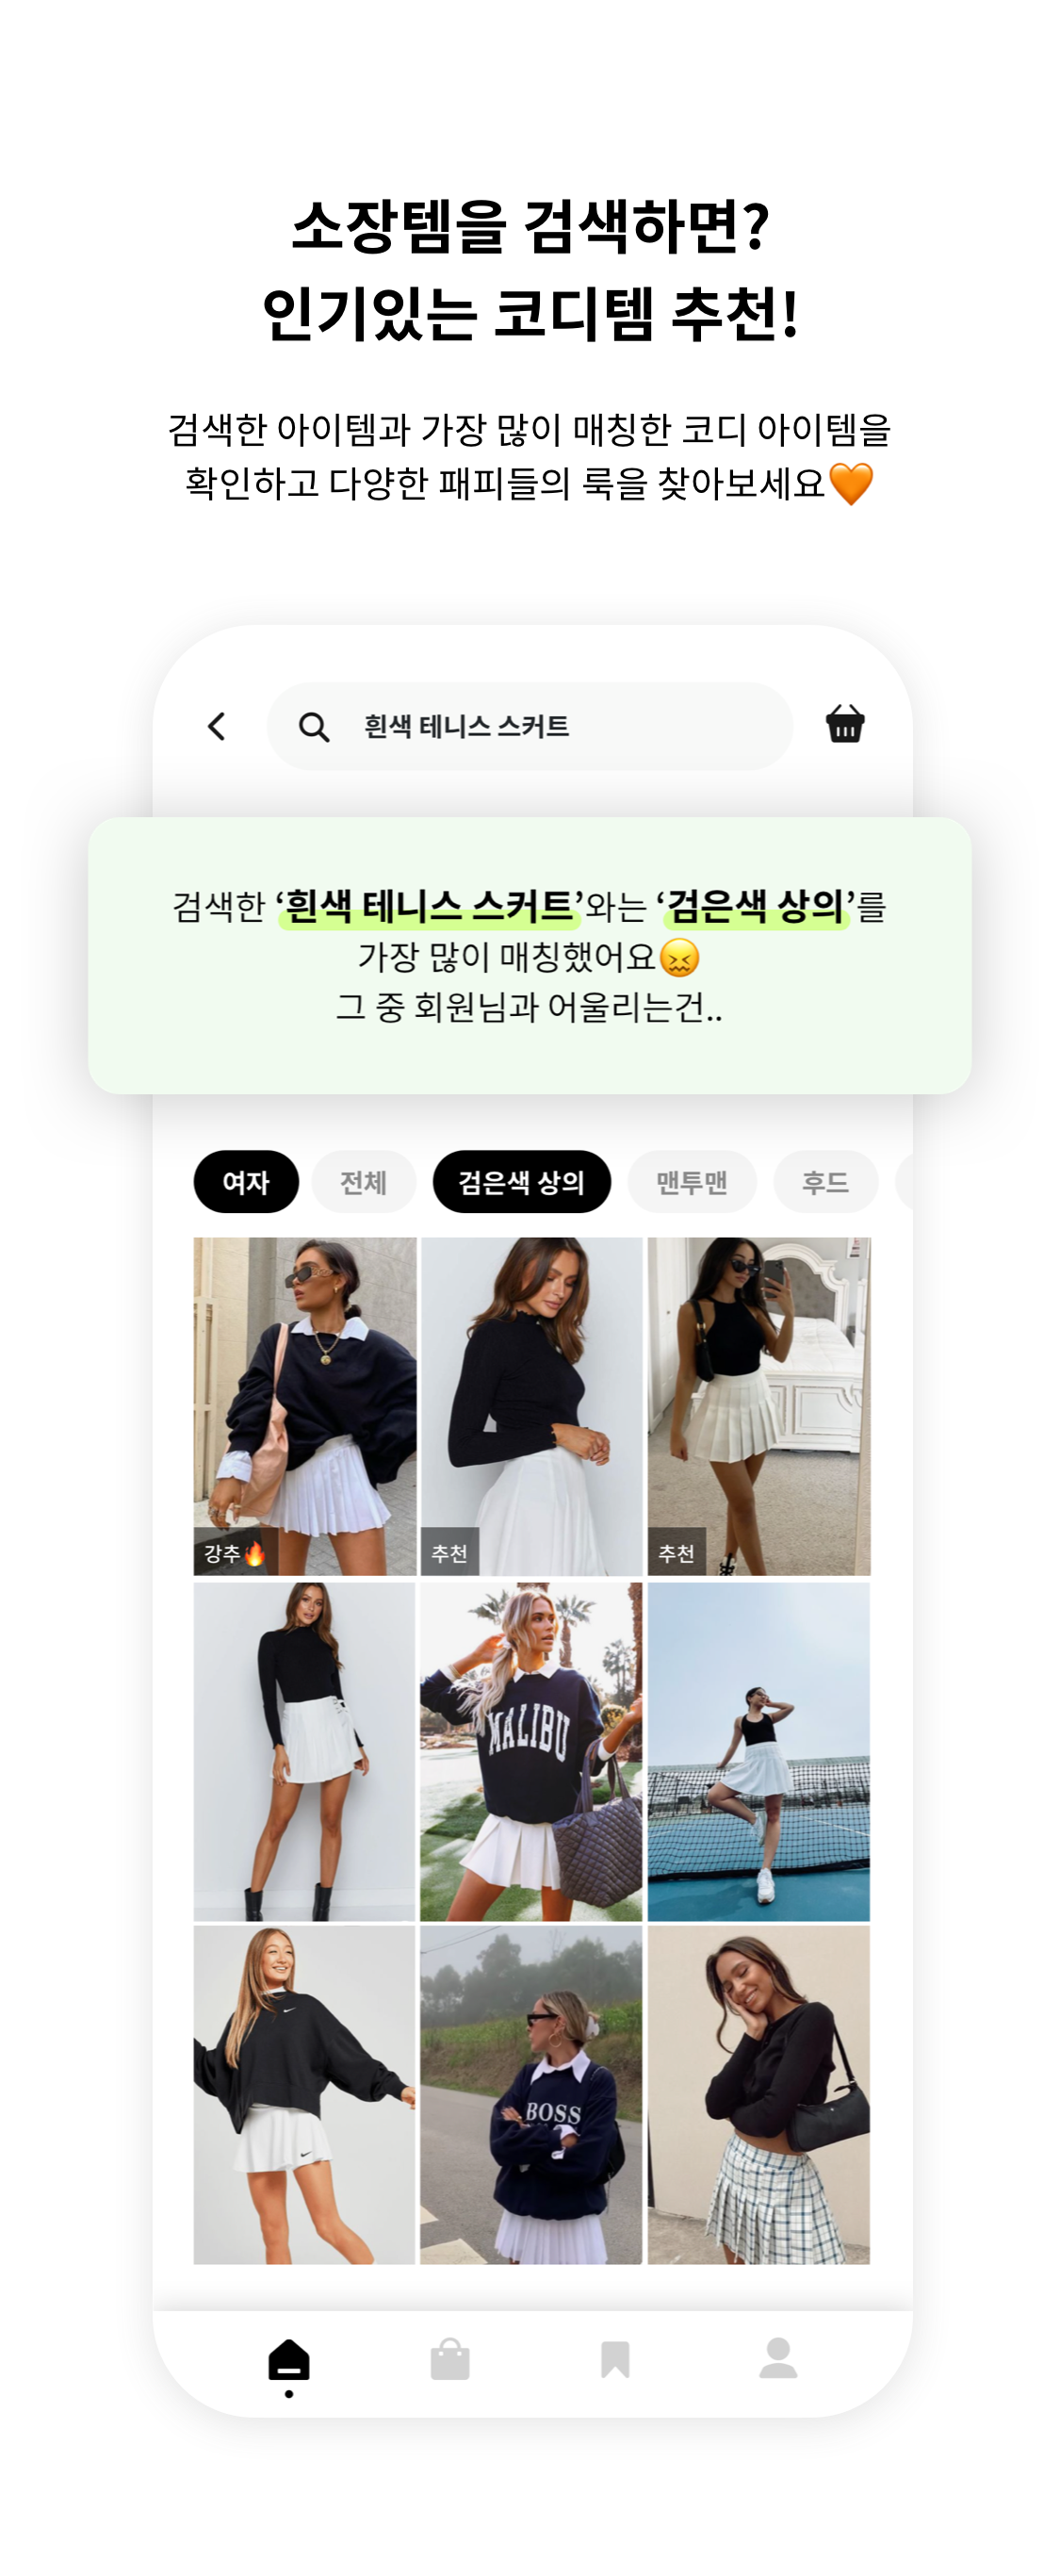 소장템을 검색하면?
인기있는 코디템 추천!
검색한 아이템과 가장 많이 매칭한 코디 아이템을
확인하고 다양한 패피들의 룩을 찾아보세요🧡
흰색 테니스 스커트
검색한 ‘흰색 테니스 스커트’와는 ‘검은색 상의’를
가장 많이 매칭했어요😖
그 중 회원님과 어울리는건..
여자 전체 검은색 상의 맨투맨 후드
강추🔥 추천 추천
MALIBU
BOSS